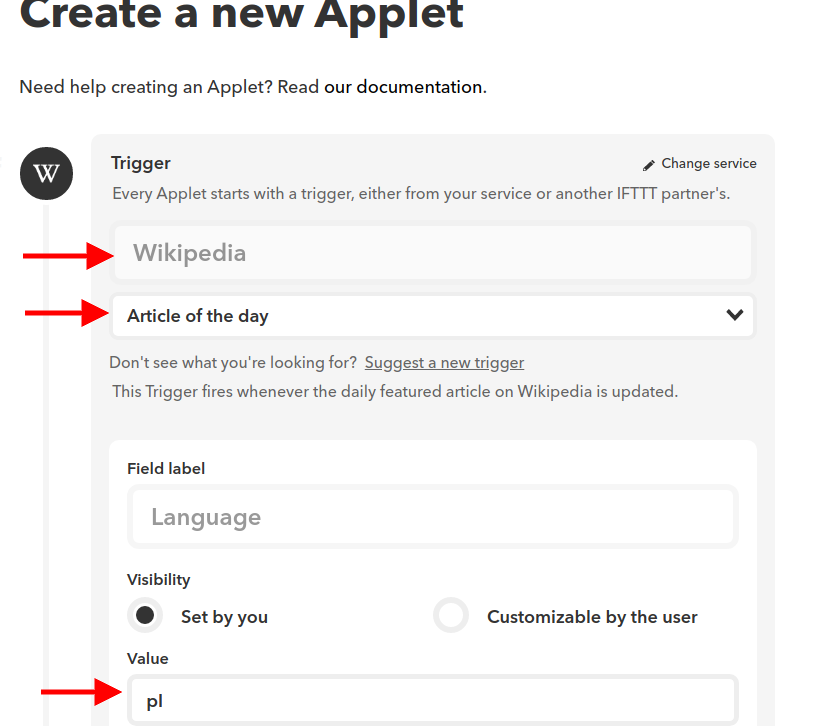 Create a new Applet
Need help creating an Applet? Read our documentation.
W
Trigger
Change service
Every Applet starts with a trigger, either from your service or another IFTTT partner's.
Wikipedia
Article of the day
Don't see what you're looking for? Suggest a new trigger
This Trigger fires whenever the daily featured article on Wikipedia is updated.
Field label
Language
Visibility
Set by you
Customizable by the user
Value
pl